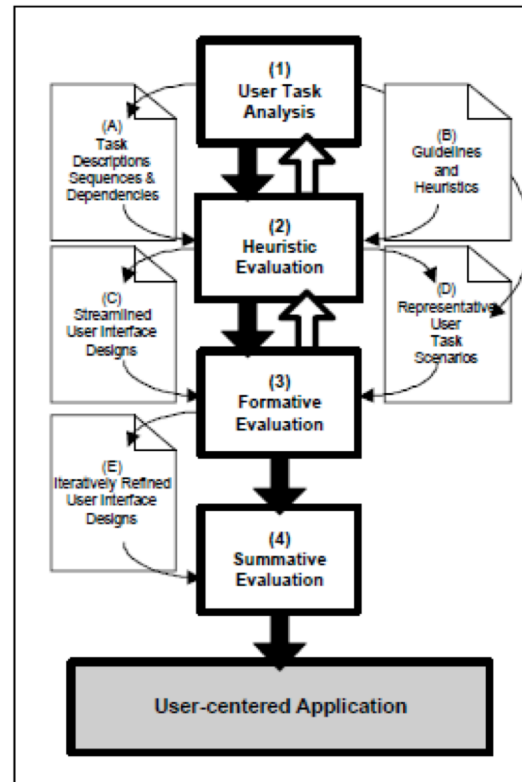 (1)
User Task
Analysis
(A)
Task
Descriptions
Sequences &
Dependencies
(B)
Guidelines
and
Heuristics
(2)
Heuristic
Evaluation
(C)
Streamlined
User Interface
Designs
(D)
Representative
User
Task
Scenarios
(3)
Formative
Evaluation
(E)
Iteratively Refined
User Interface
Designs
(4)
Summative
Evaluation
User-centered Application